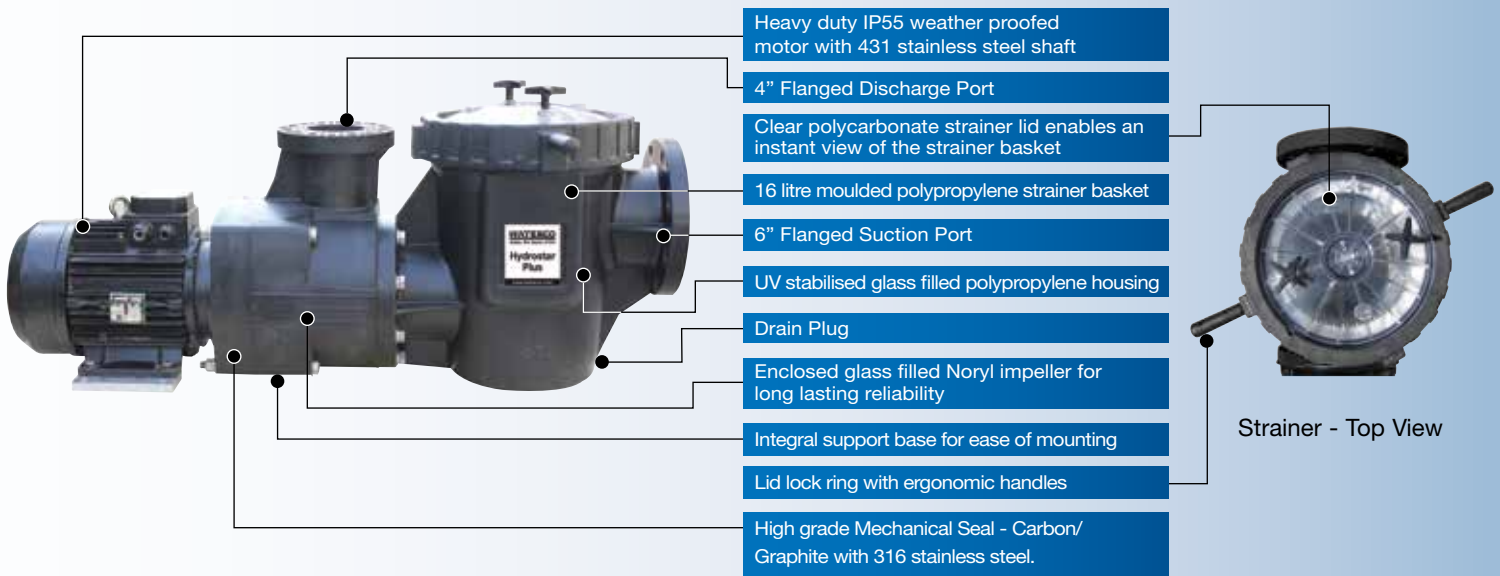 Heavy duty IP55 weather proofed
motor with 431 stainless steel shaft
4” Flanged Discharge Port
Clear polycarbonate strainer lid enables an
instant view of the strainer basket
16 litre moulded polypropylene strainer basket
6” Flanged Suction Port
UV stabilised glass filled polypropylene housing
Drain Plug
Enclosed glass filled Noryl impeller for
long lasting reliability
Integral support base for ease of mounting
Lid lock ring with ergonomic handles
High grade Mechanical Seal - Carbon/
Graphite with 316 stainless steel.
WATERCO
Hydrostar
Plus
Strainer - Top View